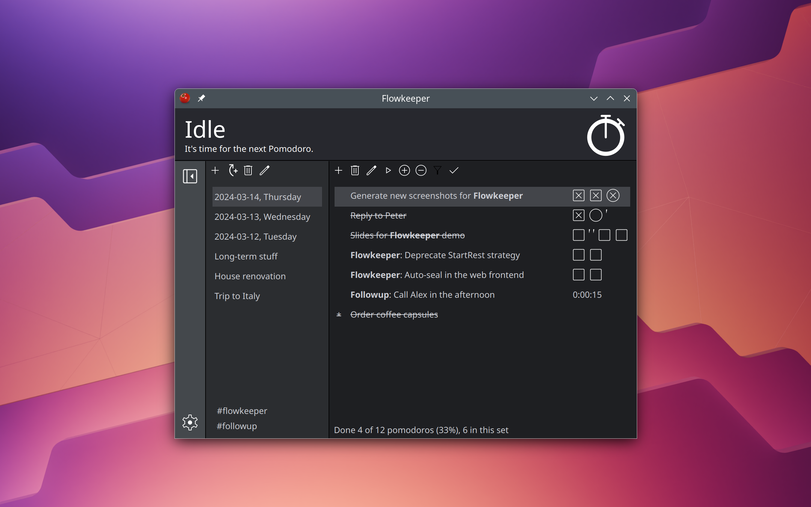 Flowkeeper
Idle
It's time for the next Pomodoro.
2024-03-14, Thursday
2024-03-13, Wednesday
2024-03-12, Tuesday
Long-term stuff
House renovation
Trip to Italy
#flowkeeper
#followup
Generate new screenshots for Flowkeeper
Reply to Peter '
Slides for Flowkeeper demo ' '
Flowkeeper: Deprecate StartRest strategy
Flowkeeper: Auto-seal in the web frontend
Followup: Call Alex in the afternoon 0:00:15
Order coffee capsules
Done 4 of 12 pomodoros (33%), 6 in this set